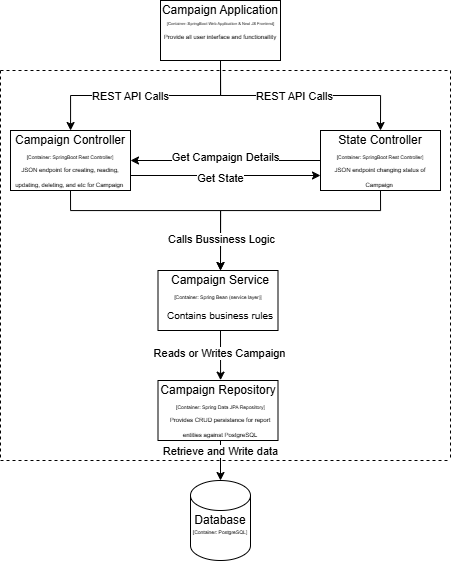 Campaign Application
[Container: SpringBoot Web Application & Next JS Frontend]
Provide all user interface and functionallity
REST API Calls
REST API Calls
Campaign Controller
[Container: SpringBoot Rest Controller]
JSON endpoint for creating, reading,
updating, deleting, and etc for Campaign
State Controller
[Container: SpringBoot Rest Controller]
JSON endpoint changing status of
Campaign
Get Campaign Details
Get State
Calls Bussiness Logic
Campaign Service
[Container: Spring Bean (service layer)]
Contains business rules
Reads or Writes Campaign
Campaign Repository
[Container: Spring Data JPA Repository]
Provides CRUD persistance for report
entities against PostgreSQL
Retrieve and Write data
Database
[Container: PostgreSQL]